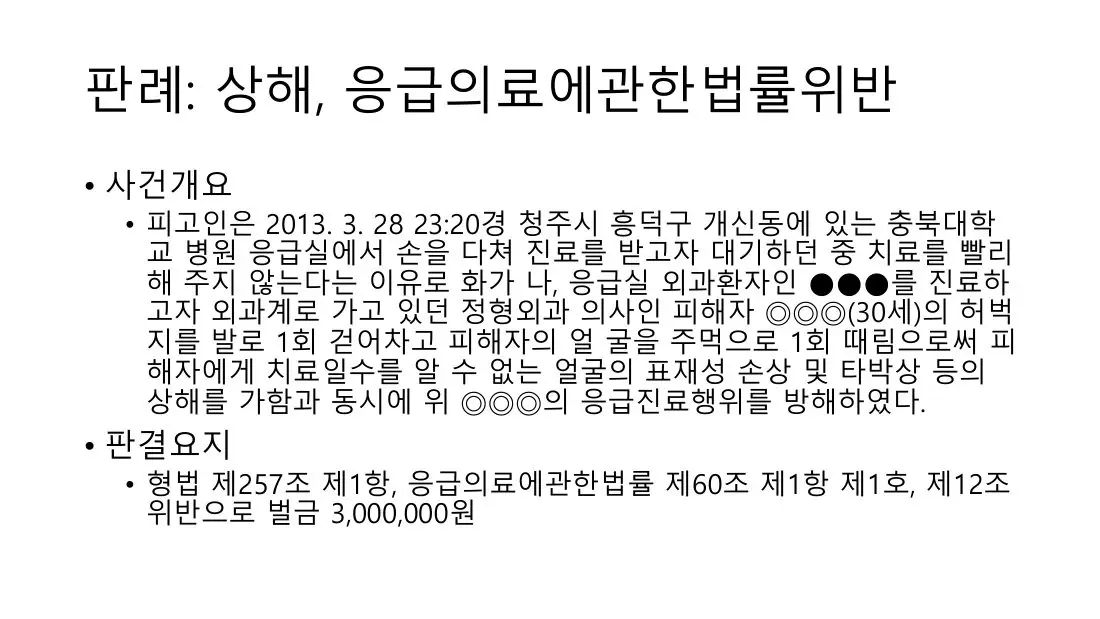 판례: 상해, 응급의료에관한법률위반
• 사건개요
• 피고인은 2013. 3. 28 23:20경 청주시 흥덕구 개신동에 있는 충북대학
교 병원 응급실에서 손을 다쳐 진료를 받고자 대기하던 중 치료를 빨리
해 주지 않는다는 이유로 화가 나, 응급실 외과환자인 ●●●를 진료하
고자 외과계로 가고 있던 정형외과 의사인 피해자 ◎◎◎(30세)의 허벅
지를 발로 1회 걷어차고 피해자의 얼 굴을 주먹으로 1회 때림으로써 피
해자에게 치료일수를 알 수 없는 얼굴의 표재성 손상 및 타박상 등의
상해를 가함과 동시에 위 ◎◎◎의 응급진료행위를 방해하였다.
• 판결요지
• 형법 제257조 제1항, 응급의료에관한법률 제60조 제1항 제1호, 제12조
위반으로 벌금 3,000,000원